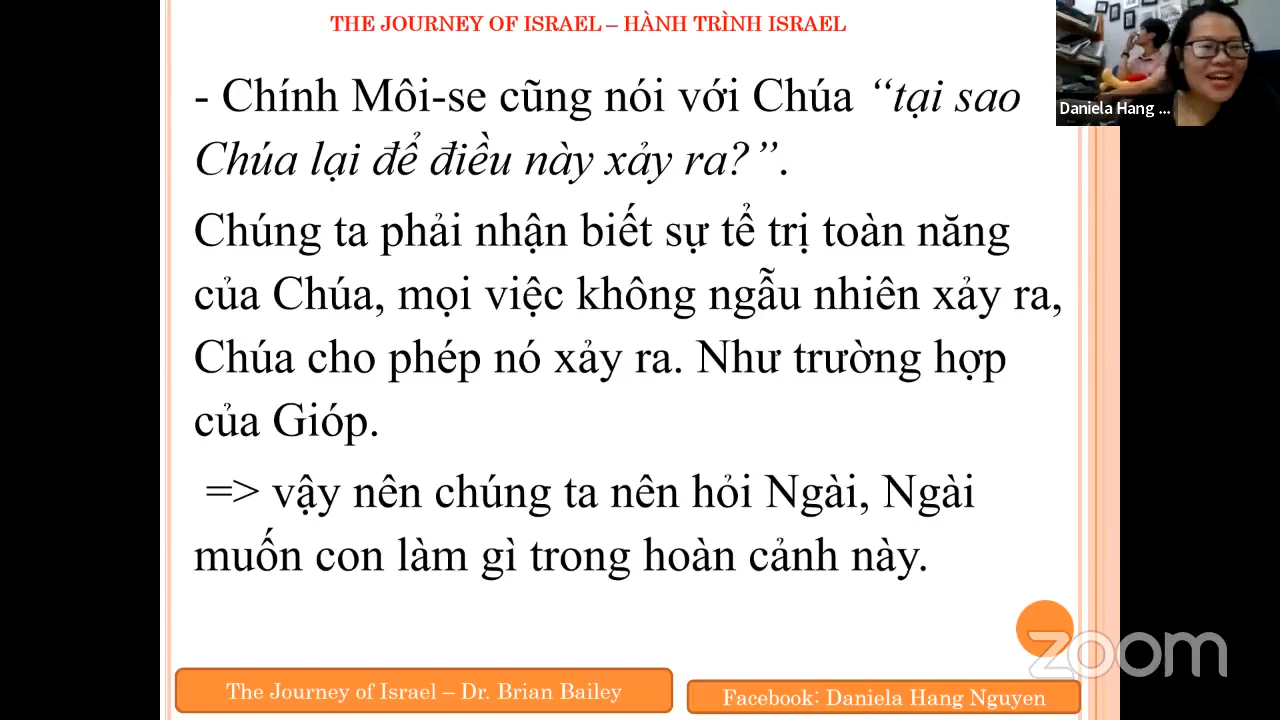 THE JOURNEY OF ISRAEL – HÀNH TRÌNH ISRAEL
- Chính Môi-se cũng nói với Chúa “tại sao
Chúa lại để điều này xảy ra?”.
Chúng ta phải nhận biết sự tể trị toàn năng
của Chúa, mọi việc không ngẫu nhiên xảy ra,
Chúa cho phép nó xảy ra. Như trường hợp
của Gióp.
=> vậy nên chúng ta nên hỏi Ngài, Ngài
muốn con làm gì trong hoàn cảnh này.
The Journey of Israel – Dr. Brian Bailey
Facebook: Daniela Hang Nguyen
Daniela Hang ...
zoom